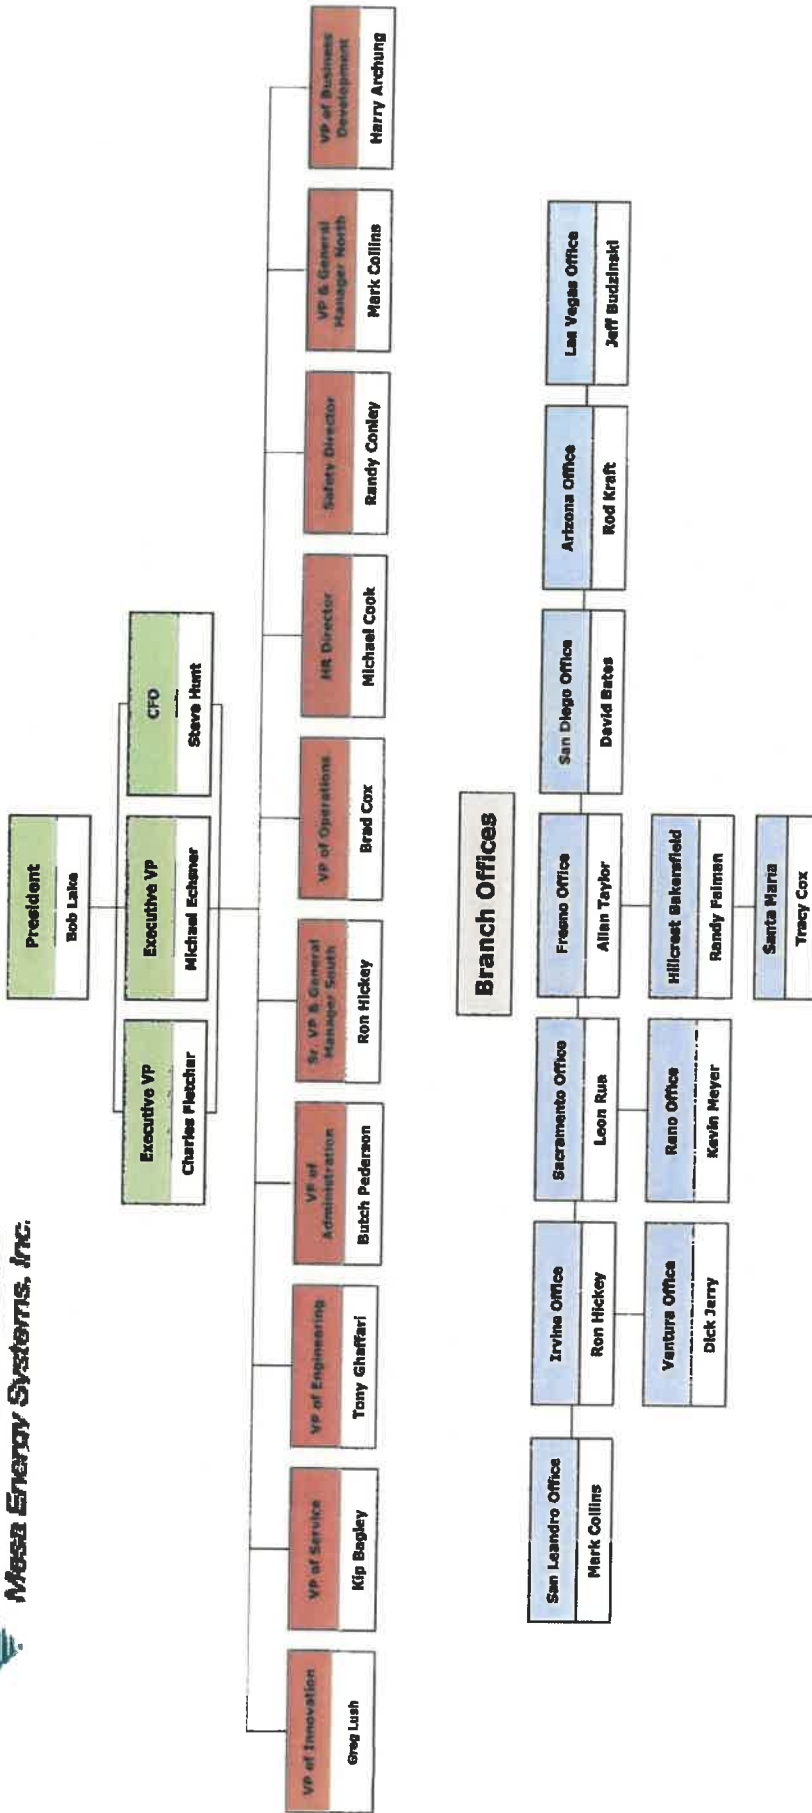 Mesa Energy Systems, Inc.
President
Bob Lake
Executive VP
Charles Fletcher
Executive VP
Michael Echsner
CFO
Steve Hunt
VP of Innovation
Greg Lush
VP of Service
Kip Bagley
VP of Engineering
Tony Ghaffari
VP of
Administration
Butch Pederson
Sr. VP & General
Manager South
Ron Hickey
VP of Operations
Brad Cox
HR Director
Michael Cook
Safety Director
Randy Conley
VP & General
Manager North
Mark Collins
VP of Business
Development
Harry Archung
Branch Offices
San Leandro Office
Mark Collins
Irvine Office
Ron Hickey
Sacramento Office
Leon Rua
Fresno Office
Allan Taylor
San Diego Office
David Bates
Arizona Office
Rod Kraft
Las Vegas Office
Jeff Budzinski
Ventura Office
Dick Jerry
Reno Office
Kevin Meyer
Hillcrest Bakersfield
Randy
Santa Maria
Tracy Cox